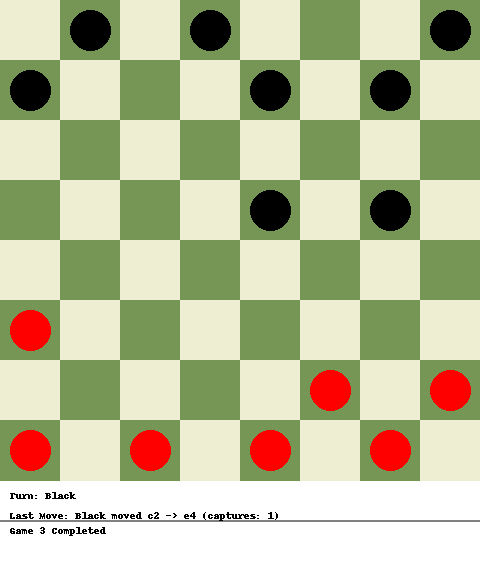 Turn: Black
Last Move: Black moved c2 -> e4 (captures: 1)
Game 3 Completed